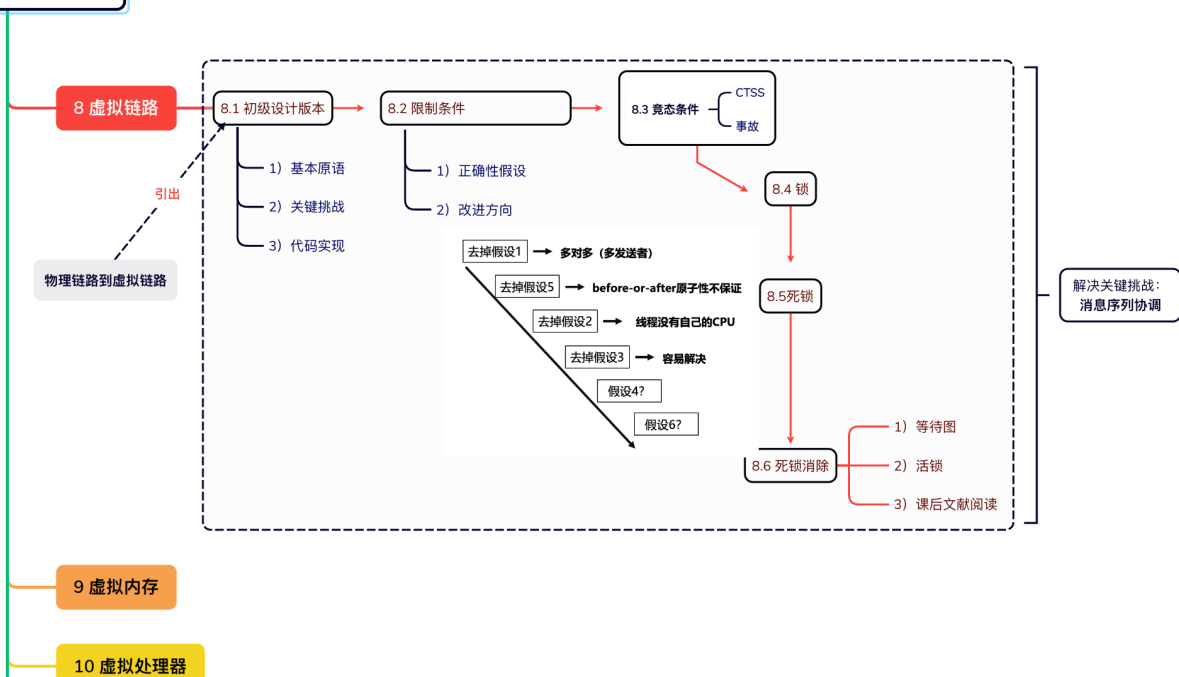 8 虚拟链路
8.1 初级设计版本
1）基本原语
2）关键挑战
3）代码实现
引出
物理链路到虚拟链路
8.2 限制条件
1）正确性假设
2）改进方向
8.3 竟态条件
CTSS
事故
8.4 锁
8.5死锁
去掉假设1
多对多（多发送者）
去掉假设5
before-or-after原子性不保证
去掉假设2
线程没有自己的CPU
去掉假设3
容易解决
假设4?
假设6?
8.6 死锁消除
1）等待图
2）活锁
3）课后文献阅读
解决关键挑战：
消息序列协调
9 虚拟内存
10 虚拟处理器